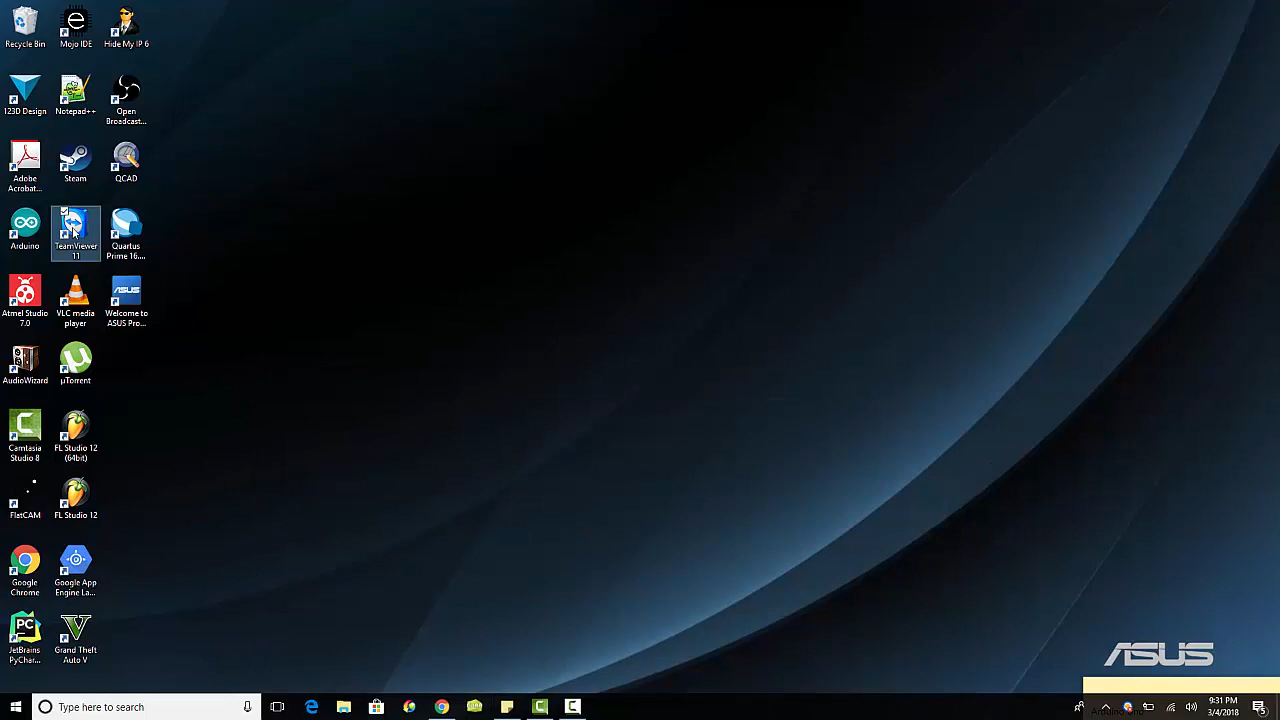 Recycle Bin
Mojo IDE
Hide My IP 6
123D Design
Notepad++
Open
Broadcast...
Adobe
Acrobat...
Steam
QCAD
Arduino
TeamViewer
11
Quartus
Prime 16....
Atmel Studio
7.0
VLC media
player
Welcome to
ASUS Pro...
AudioWizard
µTorrent
Camtasia
Studio 8
FL Studio 12
(64bit)
FlatCAM
FL Studio 12
Google
Chrome
Google App
Engine La...
JetBrains
PyChar...
Grand Theft
Auto V
ASUS
Type here to search
Arduino Uno
9:31 PM
3/4/2018